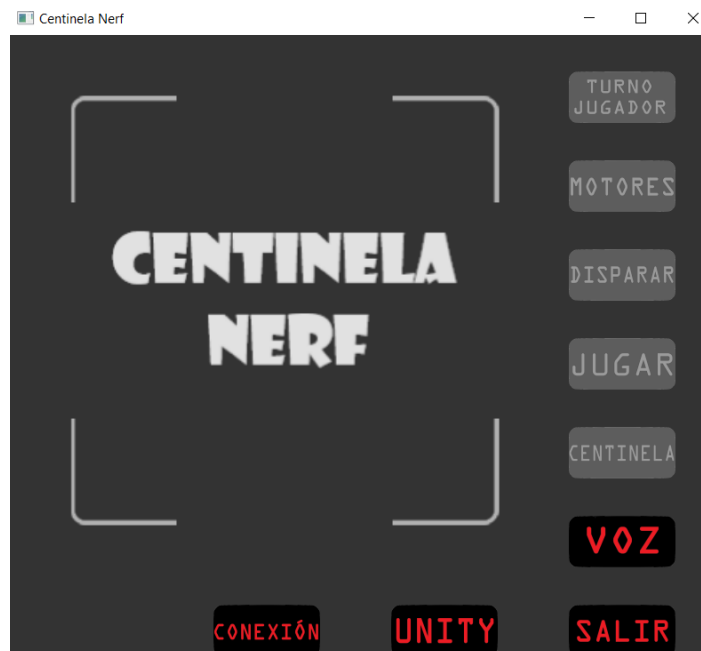 Centinela Nerf
CENTINELA
NERF
TURNO
JUGADOR
MOTORES
DISPARAR
JUGAR
CENTINELA
VOZ
CONEXIÓN
UNITY
SALIR